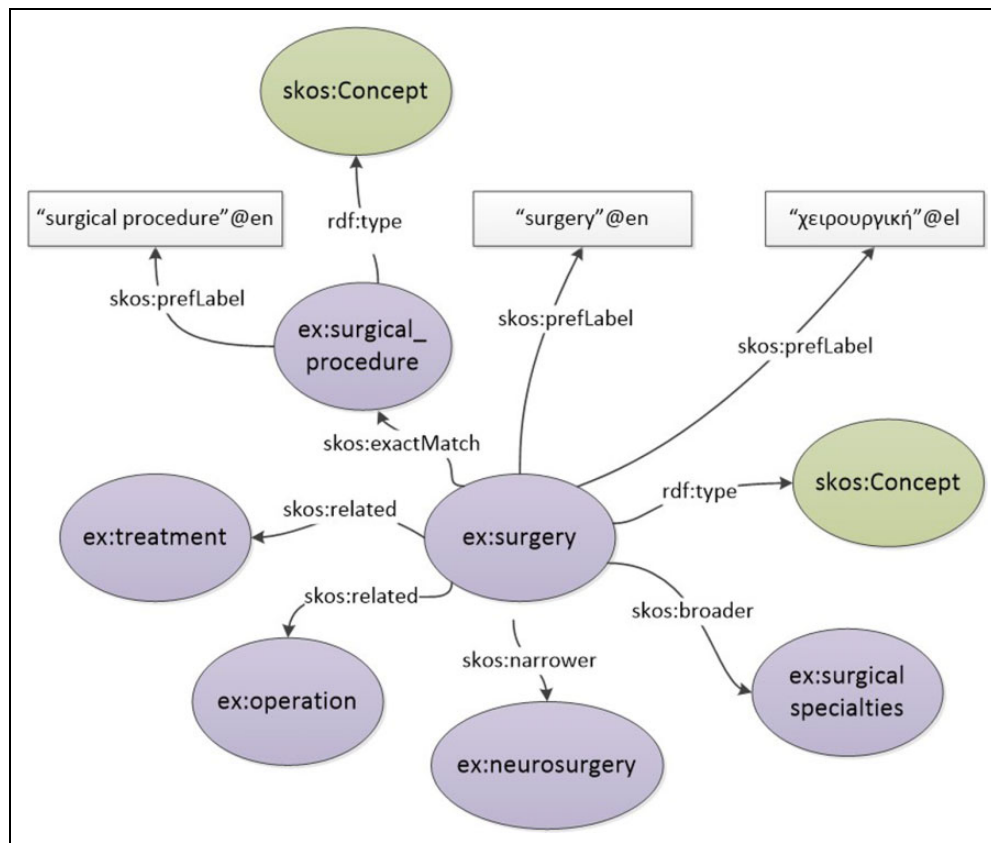 skos:Concept
“surgical procedure”@en
“surgery”@en
“χειρουργική”@el
rdf:type
skos:prefLabel
ex:surgical_
procedure
skos:prefLabel
skos:prefLabel
skos:exactMatch
skos:Concept
rdf:type
skos:related
ex:treatment
ex:surgery
skos:related
skos:broader
skos:narrower
ex:surgical
specialties
ex:operation
ex:neurosurgery